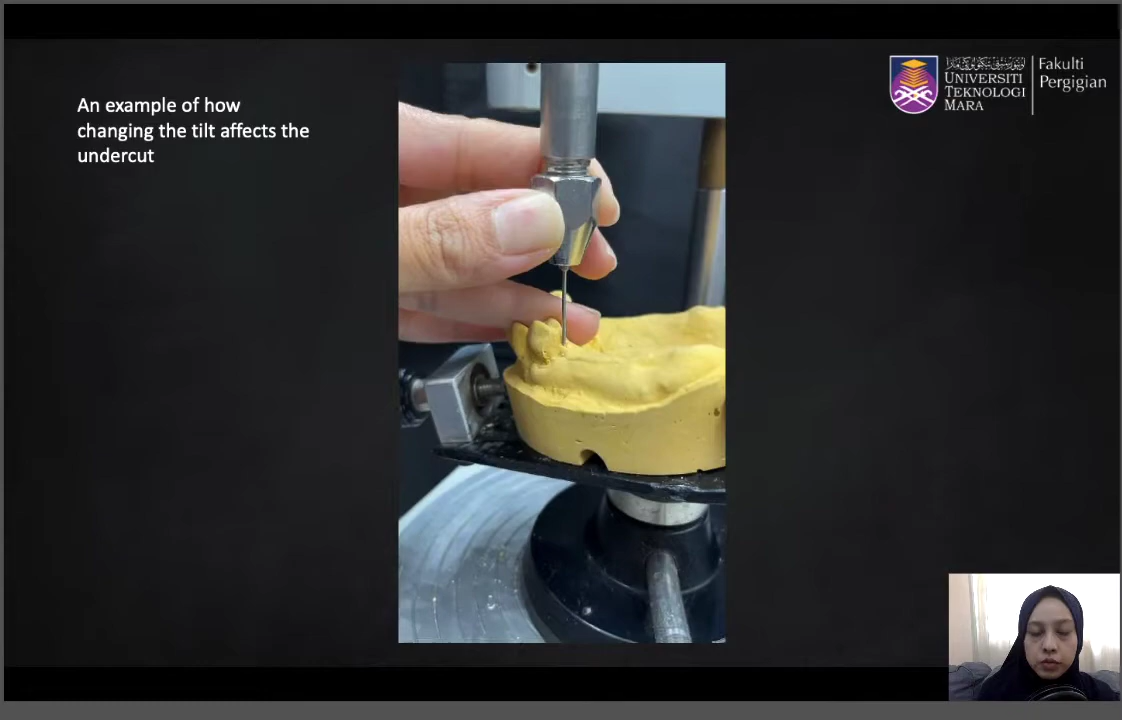 An example of how
changing the tilt affects the
undercut
UNIVERSITI
TEKNOLOGI
MARA
Fakulti
Pergigian